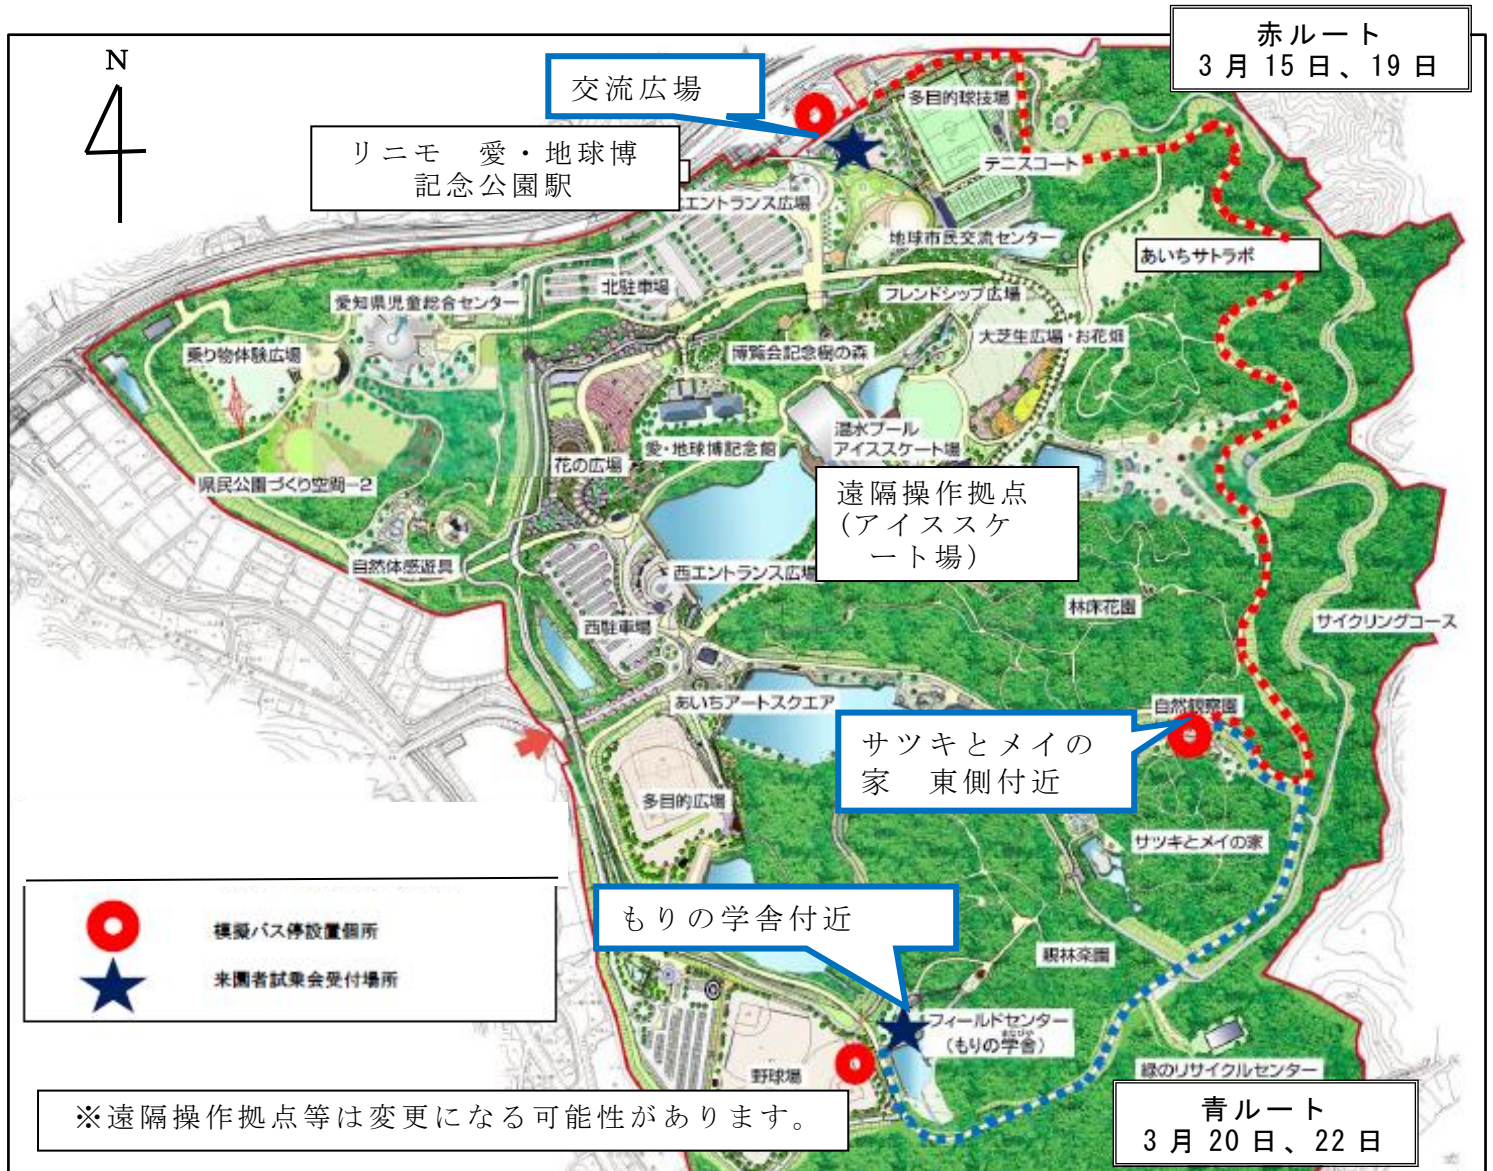 赤ルート
3月15日、19日
N
交流広場
リニモ 愛・地球博
記念公園駅
多目的球技場
テニスコート
エントランス広場
地球市民交流センター
あいちサトラボ
北駐車場
フレンドシップ広場
愛知県児童総合センター
大芝生広場・お花畑
乗り物体験広場
博覧会記念樹の森
温水プール
アイススケート場
愛・地球博記念館
花の広場
県民公園づくり空間-2
遠隔操作拠点
(アイススケ
ート場)
自然体感遊具
西エントランス広場
林床花園
サイクリングコース
西駐車場
あいちアートスクエア
自然観察園
サツキとメイの
家 東側付近
多目的広場
サツキとメイの家
もりの学舎付近
模擬バス停設置個所
来園者試乗会受付場所
親林楽園
フィールドセンター
(もりの学舎)
まなびや
野球場
緑のリサイクルセンター
※遠隔操作拠点等は変更になる可能性があります。
青ルート
3月20日、22日